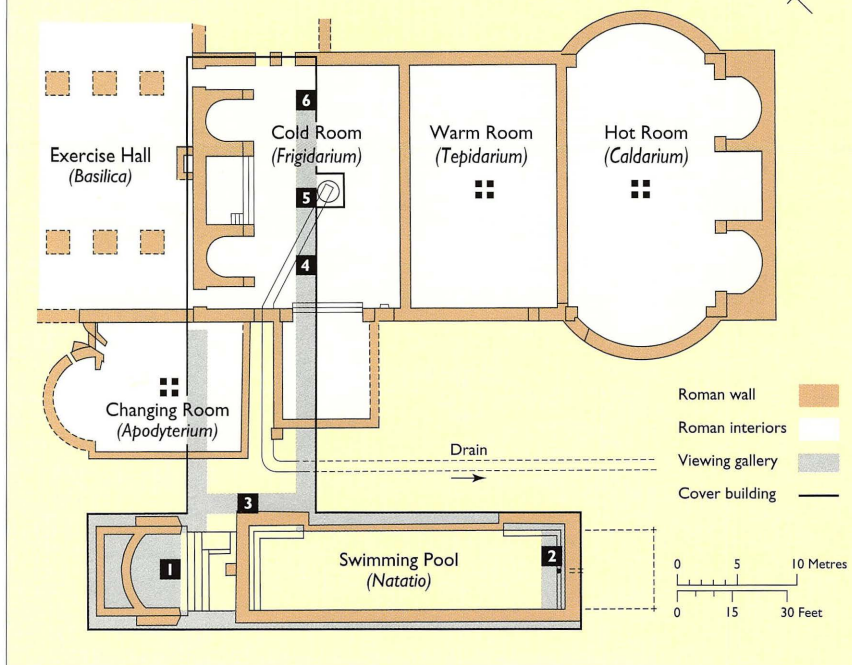 6
Cold Room
(Frigidarium)
Warm Room
(Tepidarium)
Hot Room
(Caldarium)
Exercise Hall
(Basilica)
5
4
Changing Room
(Apodyterium)
Drain
3
1
Swimming Pool
(Natatio)
2
Roman wall
Roman interiors
Viewing gallery
Cover building
0 5 10 Metres
0 15 30 Feet